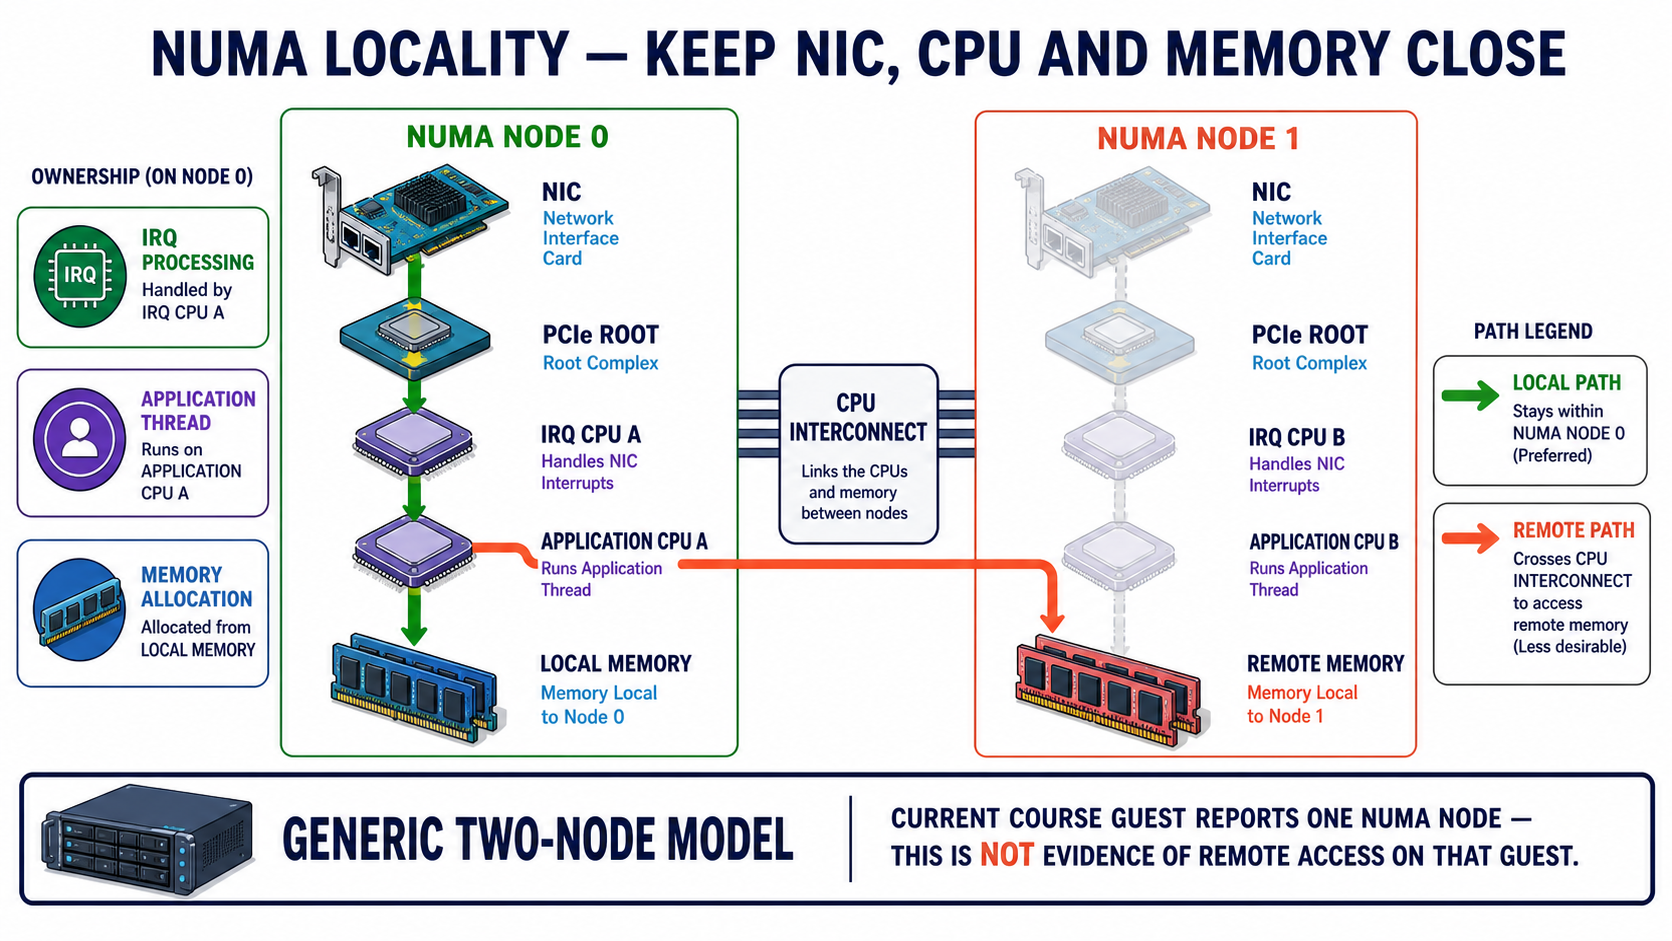 NUMA LOCALITY — KEEP NIC, CPU AND MEMORY CLOSE
OWNERSHIP (ON NODE 0)
IRQ
IRQ
PROCESSING
Handled by
IRQ CPU A
APPLICATION
THREAD
Runs on
APPLICATION
CPU A
MEMORY
ALLOCATION
Allocated from
LOCAL MEMORY
NUMA NODE 0
NIC
Network
Interface
Card
PCIe ROOT
Root Complex
IRQ CPU A
Handles NIC
Interrupts
APPLICATION CPU A
Runs Application
Thread
LOCAL MEMORY
Memory Local
to Node 0
CPU
INTERCONNECT
Links the CPUs
and memory
between nodes
NUMA NODE 1
NIC
Network
Interface
Card
PCIe ROOT
Root Complex
IRQ CPU B
Handles NIC
Interrupts
APPLICATION CPU B
Runs Application
Thread
REMOTE MEMORY
Memory Local
to Node 1
PATH LEGEND
LOCAL PATH
Stays within
NUMA NODE 0
(Preferred)
REMOTE PATH
Crosses CPU
INTERCONNECT
to access
remote memory
(Less desirable)
GENERIC TWO-NODE MODEL
CURRENT COURSE GUEST REPORTS ONE NUMA NODE —
THIS IS NOT EVIDENCE OF REMOTE ACCESS ON THAT GUEST.